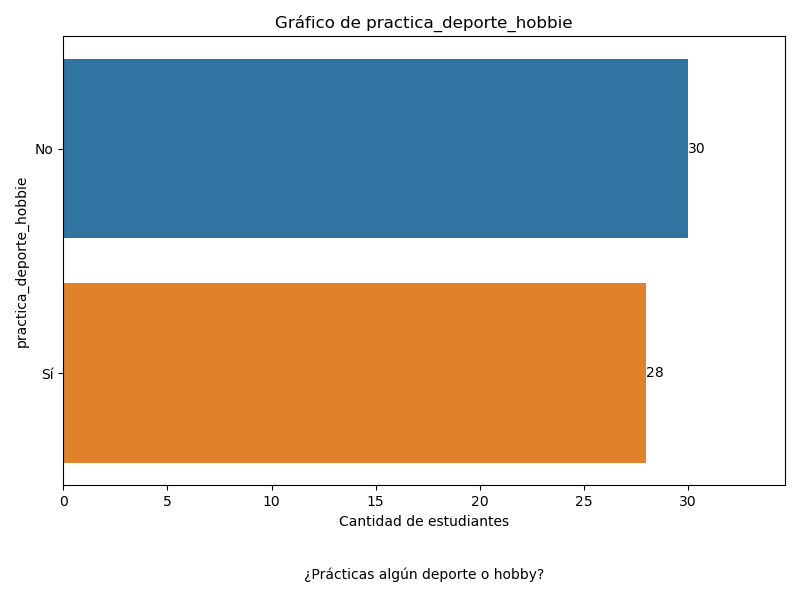 Gráfico de practica_deporte_hobbie
practica_deporte_hobbie
No
30
Sí
28
0 5 10 15 20 25 30
Cantidad de estudiantes
¿Prácticas algún deporte o hobby?